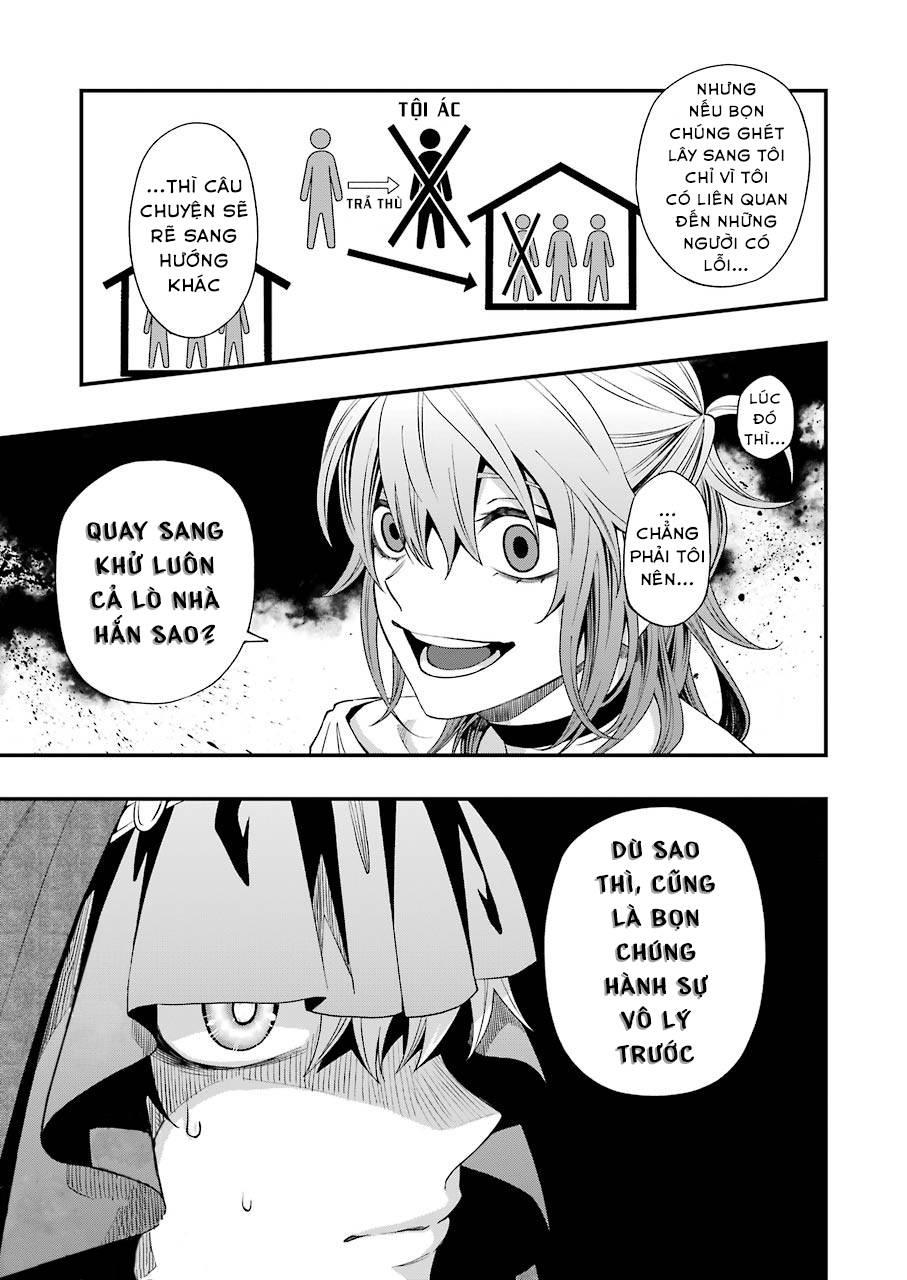 NHƯNG
NẾU BỌN
CHÚNG GHÉT
LÂY SANG TÔI
CHỈ VÌ TÔI
CÓ LIÊN QUAN
ĐẾN NHỮNG
NGƯỜI CÓ
LỖI...
TỘI ÁC
TRẢ THÙ
...THÌ CÂU
CHUYỆN SẼ
RẼ SANG
HƯỚNG
KHÁC
LÚC
ĐÓ
THÌ...
...
CHẲNG
PHẢI TÔI
NÊN...
QUAY SANG
KHỬ LUÔN
CẢ LÒ NHÀ
HẮN SAO?
DÙ SAO
THÌ, CŨNG
LÀ BỌN
CHÚNG
HÀNH SỰ
VÔ LÝ
TRƯỚC